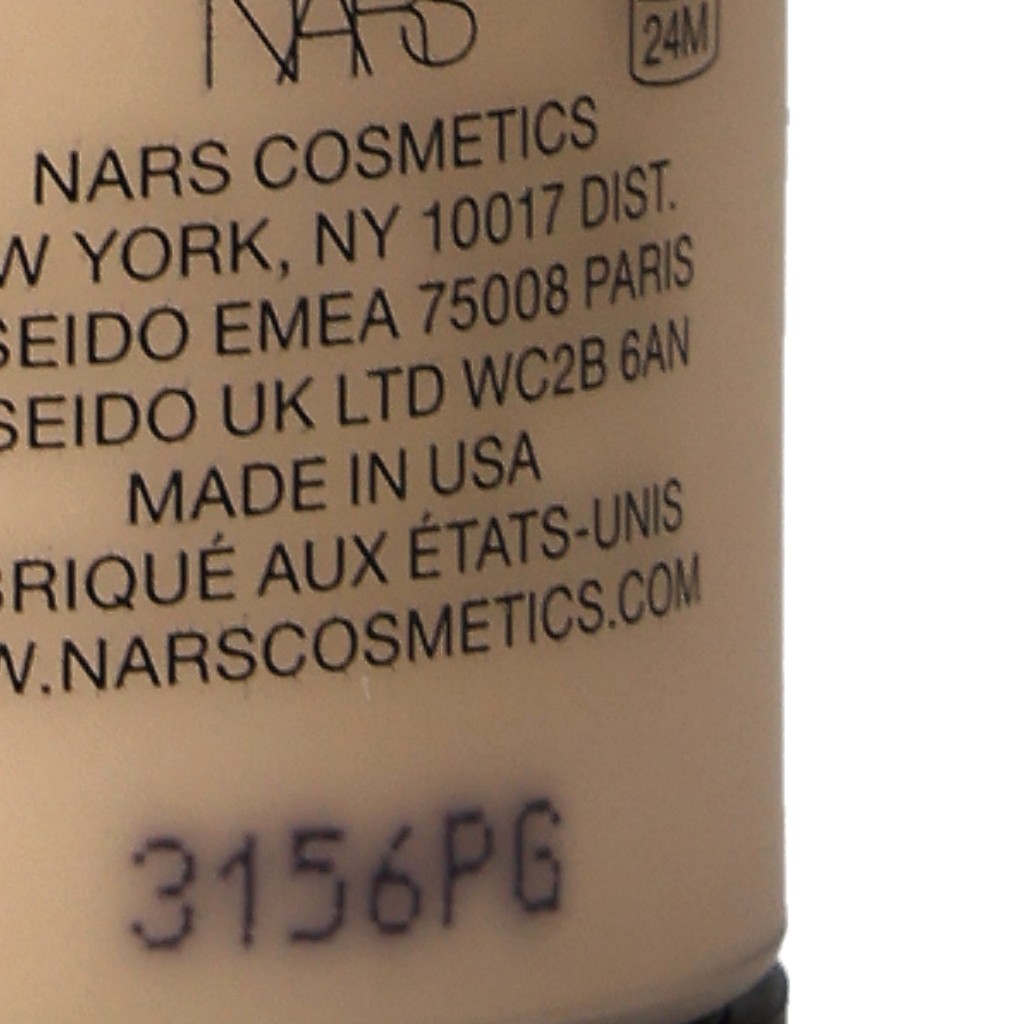 NARS
24M
NARS COSMETICS
W YORK, NY 10017 DIST.
SEIDO EMEA 75008 PARIS
SEIDO UK LTD WC2B 6AN
MADE IN USA
BRIQUÉ AUX ÉTATS-UNIS
W.NARSCOSMETICS.COM
3156PG